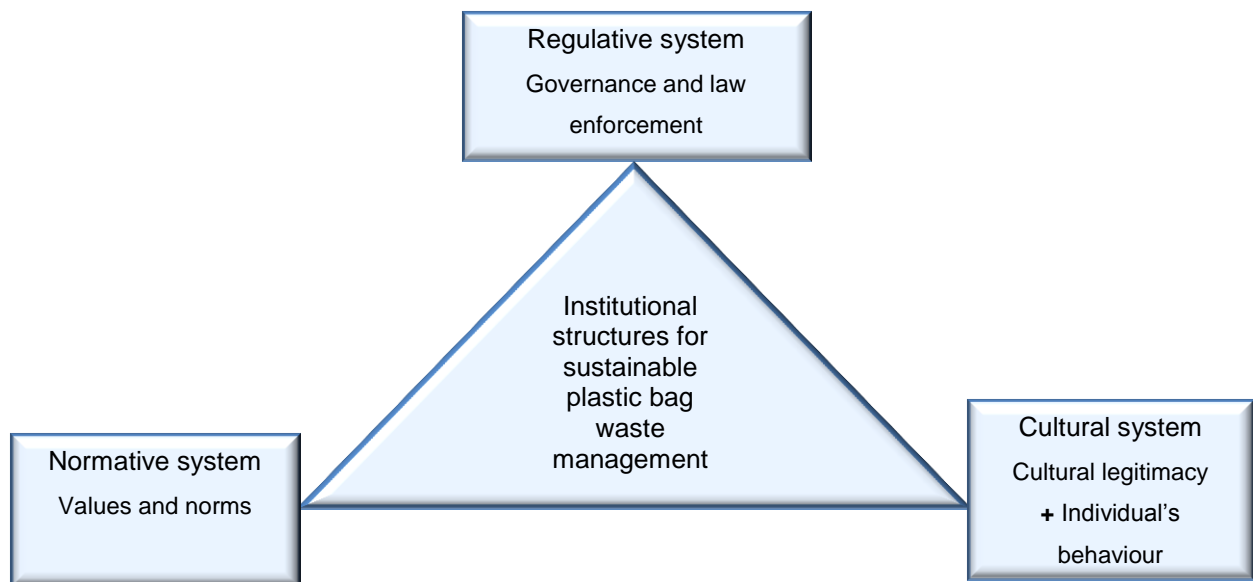 Regulative system
Governance and law
enforcement
Institutional
structures for
sustainable
plastic bag
waste
management
Normative system
Values and norms
Cultural system
Cultural legitimacy
+ Individual's
behaviour